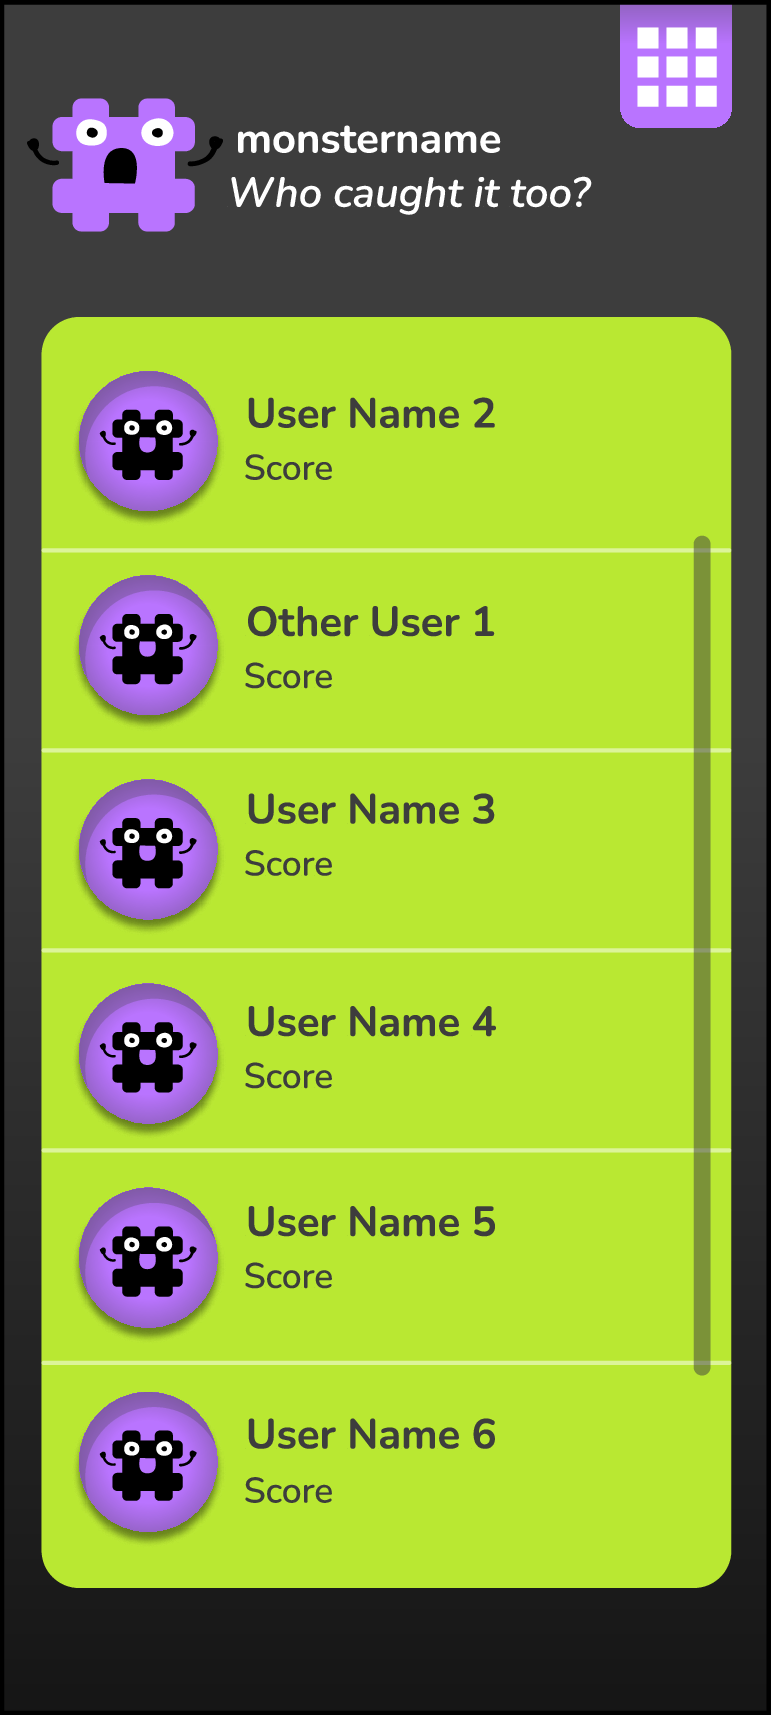 monstername
Who caught it too?
User Name 2
Score
Other User 1
Score
User Name 3
Score
User Name 4
Score
User Name 5
Score
User Name 6
Score